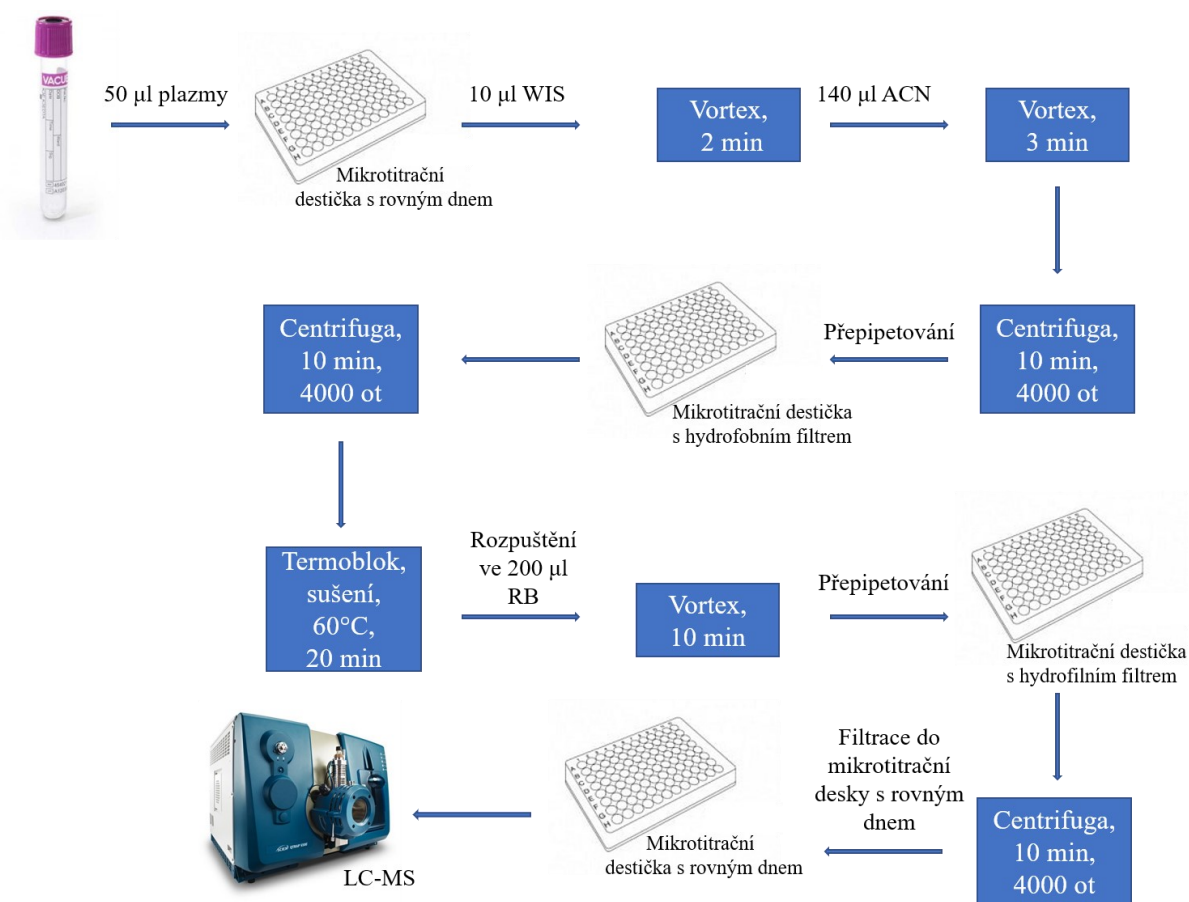 VACU
50 µl plazmy
10 µl WIS
Vortex,
2 min
140 µl ACN
Vortex,
3 min
Mikrotitrační
destička s rovným dnem
Centrifuga,
10 min,
4000 ot
Přepipetování
Mikrotitrační destička
s hydrofobním filtrem
Centrifuga,
10 min,
4000 ot
Termoblok,
sušení,
60°C,
20 min
Rozpuštění
ve 200 µl
RB
Vortex,
10 min
Přepipetování
Mikrotitrační destička
s hydrofilním filtrem
Centrifuga,
10 min,
4000 ot
Filtrace do
mikrotitrační
desky s rovným
dnem
Mikrotitrační
destička s rovným dnem
LC-MS